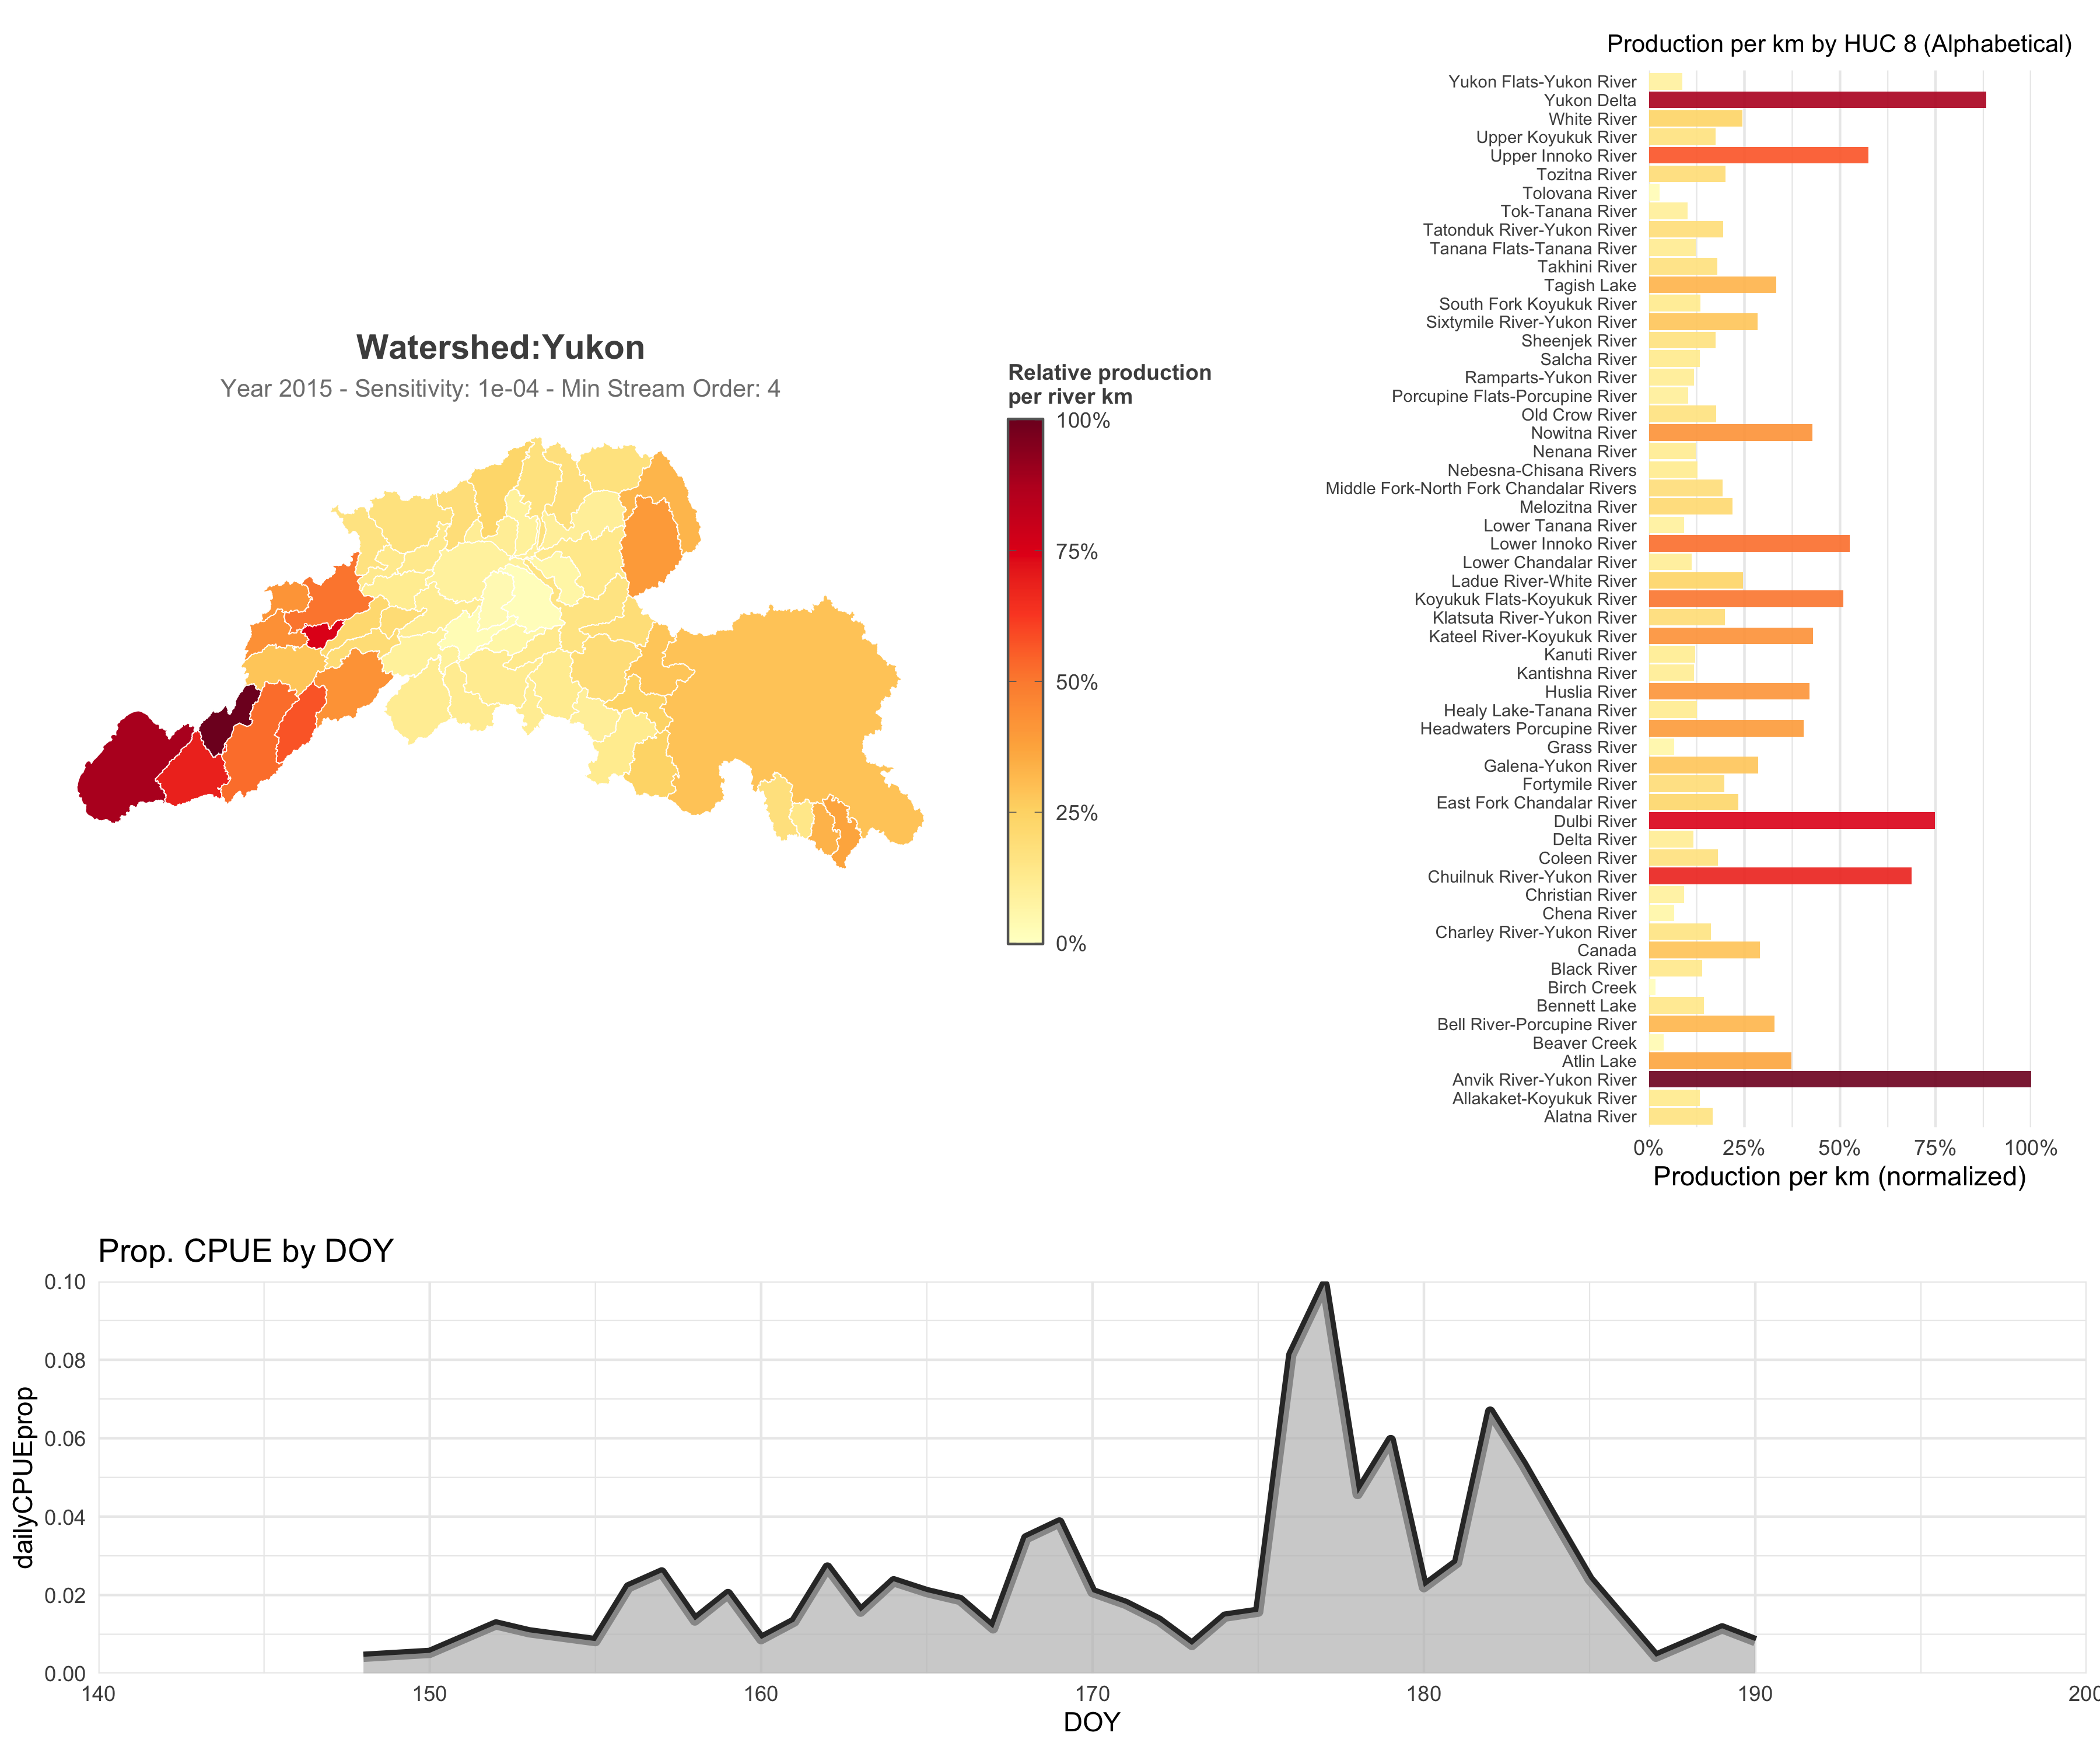 Production per km by HUC 8 (Alphabetical)
Yukon Flats-Yukon River
Yukon Delta
White River
Upper Koyukuk River
Upper Innoko River
Tozitna River
Tolovana River
Tok-Tanana River
Tatonduk River-Yukon River
Tanana Flats-Tanana River
Takhini River
Tagish Lake
South Fork Koyukuk River
Sixtymile River-Yukon River
Sheenjek River
Salcha River
Ramparts-Yukon River
Porcupine Flats-Porcupine River
Old Crow River
Nowitna River
Nenana River
Nebesna-Chisana Rivers
Middle Fork-North Fork Chandalar Rivers
Melozitna River
Lower Tanana River
Lower Innoko River
Lower Chandalar River
Ladue River-White River
Koyukuk Flats-Koyukuk River
Klatsuta River-Yukon River
Kateel River-Koyukuk River
Kanuti River
Kantishna River
Huslia River
Healy Lake-Tanana River
Headwaters Porcupine River
Grass River
Galena-Yukon River
Fortymile River
East Fork Chandalar River
Dulbi River
Delta River
Coleen River
Chuilnuk River-Yukon River
Christian River
Chena River
Charley River-Yukon River
Canada
Black River
Birch Creek
Bennett Lake
Bell River-Porcupine River
Beaver Creek
Atlin Lake
Anvik River-Yukon River
Allakaket-Koyukuk River
Alatna River
0% 25% 50% 75% 100%
Production per km (normalized)
Watershed:Yukon
Year 2015 - Sensitivity: 1e-04 - Min Stream Order: 4
Relative production
per river km
100%
75%
50%
25%
0%
Prop. CPUE by DOY
dailyCPUEprop
0.10
0.08
0.06
0.04
0.02
0.00
140 150 160 170 180 190 200
DOY